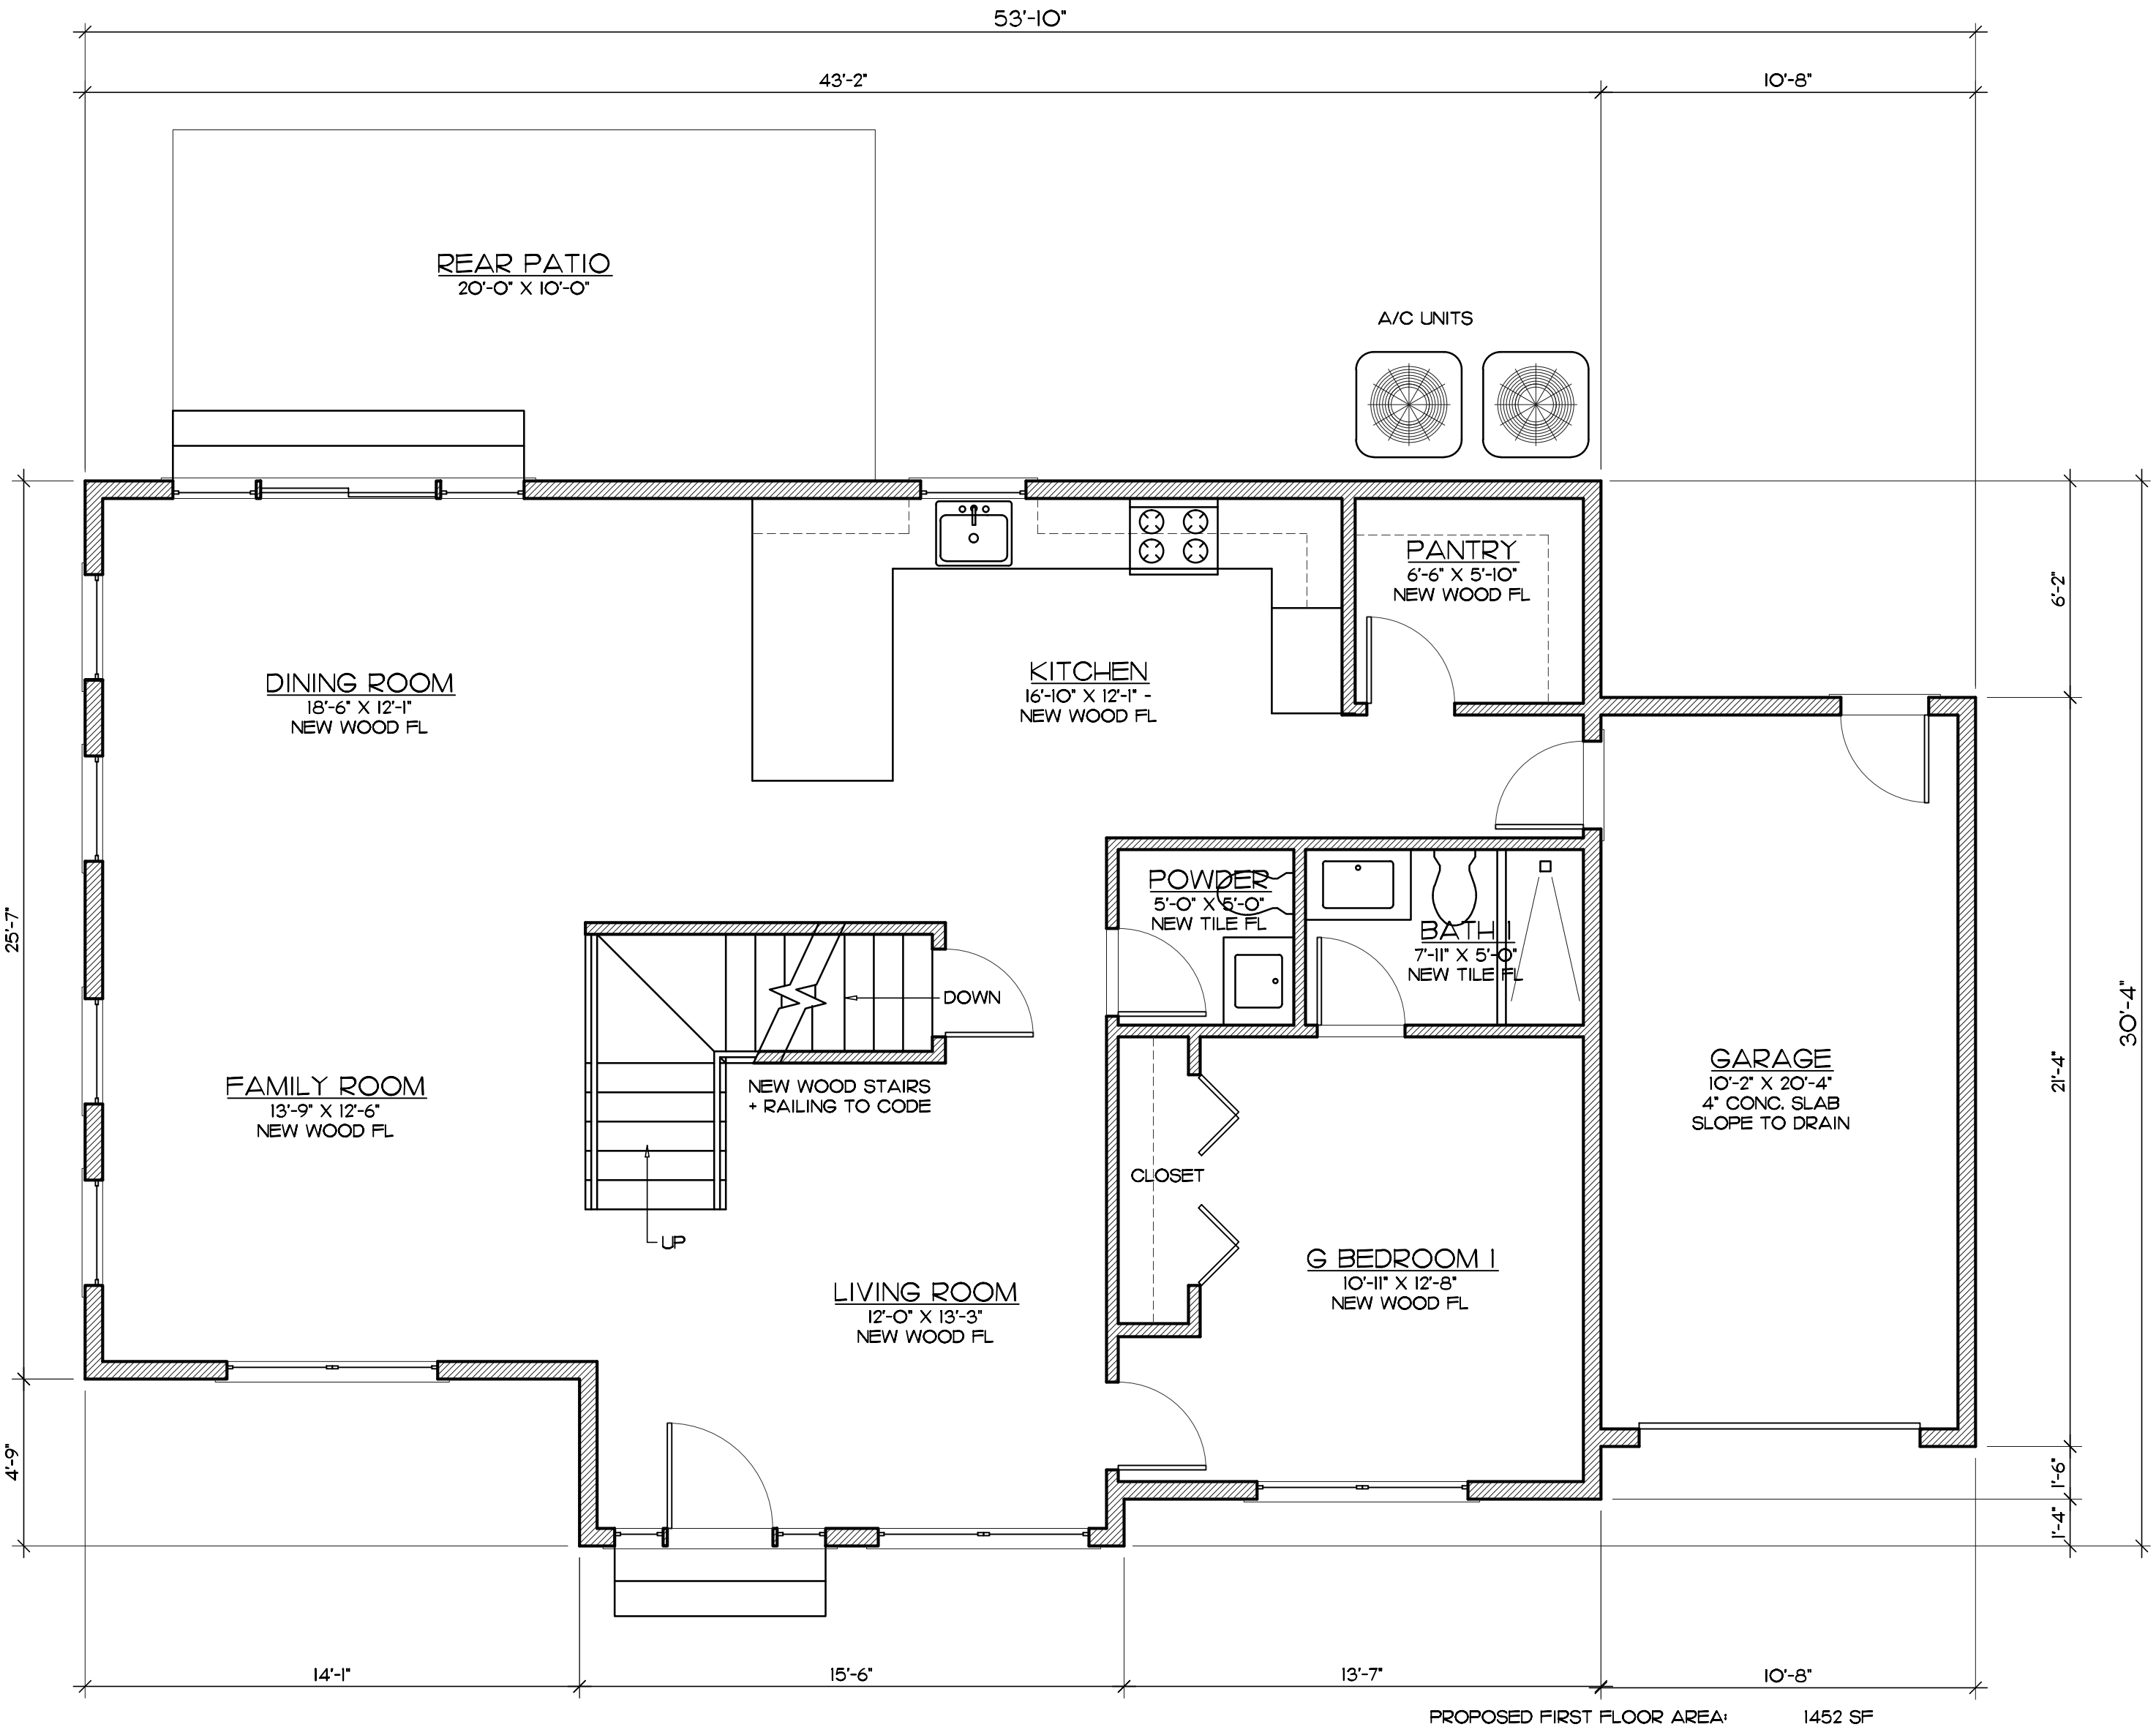 53'-10"
43'-2"
10'-8"
REAR PATIO
20'-0" X 10'-0"
A/C UNITS
PANTRY
6'-6" X 5'-10"
NEW WOOD FL
6'-2"
DINING ROOM
18'-6" X 12'-1"
NEW WOOD FL
KITCHEN
16'-10" X 12'-1" -
NEW WOOD FL
25'-7"
POWDER
5'-0" X 5'-0"
NEW TILE FL
BATH 1
7'-11" X 5'-0"
NEW TILE FL
DOWN
30'-4"
FAMILY ROOM
13'-9" X 12'-6"
NEW WOOD FL
NEW WOOD STAIRS
+ RAILING TO CODE
GARAGE
10'-2" X 20'-4"
4" CONC. SLAB
SLOPE TO DRAIN
21'-4"
CLOSET
UP
G BEDROOM 1
10'-11" X 12'-8"
NEW WOOD FL
LIVING ROOM
12'-0" X 13'-3"
NEW WOOD FL
4'-9"
1'-6"
1'-4"
14'-1"
15'-6"
13'-7"
10'-8"
PROPOSED FIRST FLOOR AREA: 1452 SF